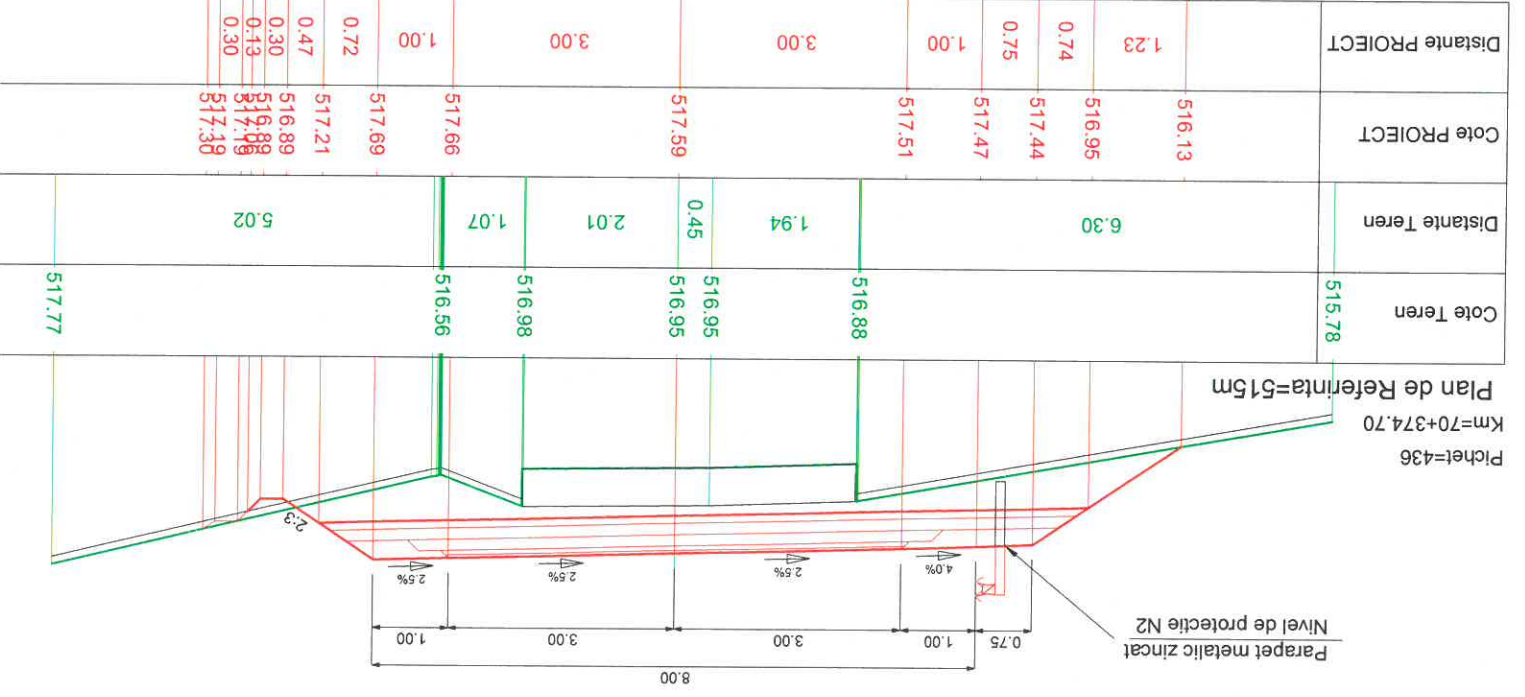 8.00
Parapet metalic zincat
Nivel de protectie N2
0.75 1.00 3.00 3.00 1.00
4.0% 2.5% 2.5% 2.5%
2:3
Pichet=436
Km=70+374.70
Plan de Referinta=515m
Cote Teren 515.78 516.88 516.95 516.95 516.98 516.56 517.77
Distante Teren 6.30 1.94 0.45 2.01 1.07 5.02
Cote PROIECT 516.13 516.95 517.44 517.47 517.51 517.59 517.66 517.69 517.21 516.89 516.89 517.06 517.19 517.19 517.30
Distante PROIECT 1.23 0.74 0.75 1.00 3.00 3.00 1.00 0.72 0.47 0.30 0.13 0.30